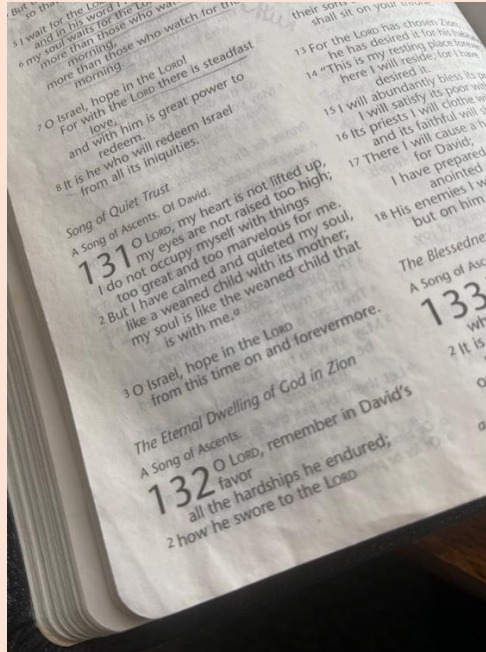 so tha
5 I wait for the LORD
and in his word I
6 my soul waits for the Lo
more than those who wat
morning,
more than those who watch for th
morning.
7 O Israel, hope in the LORD!
For with the LORD there is steadfast
love,
and with him is great power to
redeem.
8 It is he who will redeem Israel
from all its iniquities.
Song of Quiet Trust
A Song of Ascents. Of David.
131 O LORD, my heart is not lifted up,
my eyes are not raised too high;
I do not occupy myself with things
too great and too marvelous for me.
2 But I have calmed and quieted my soul,
like a weaned child with its mother;
my soul is like the weaned child that
is with me.a
3 O Israel, hope in the LORD
from this time on and forevermore.
The Eternal Dwelling of God in Zion
A Song of Ascents.
132 O LORD, remember in David's
favor
all the hardships he endured;
2 how he swore to the LORD
their sons
shall sit on your
13 For the LORD has chosen Zion
he has desired it for his
14 "This is my resting place forever
here I will reside, for I have
desired it.
15 I will abundantly bless its p
I will satisfy its poor wit
16 Its priests I will clothe w
and its faithful will
17 There I will cause a
for David;
I have prepared
anointed
18 His enemies I w
but on him
The Blessedne
A Song of Asc
133
2 It is